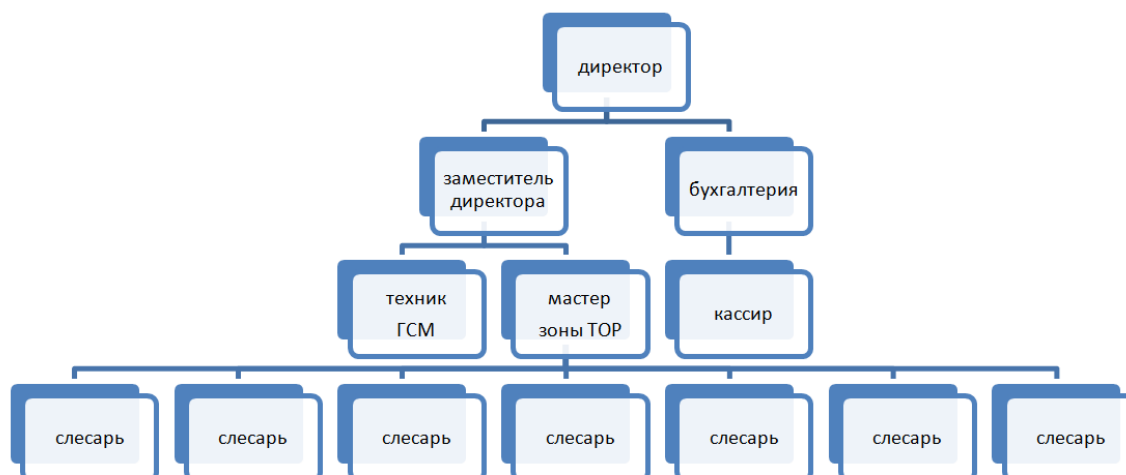 директор
заместитель
директора
бухгалтерия
техник
ГСМ
мастер
зоны ТОР
кассир
слесарь
слесарь
слесарь
слесарь
слесарь
слесарь
слесарь